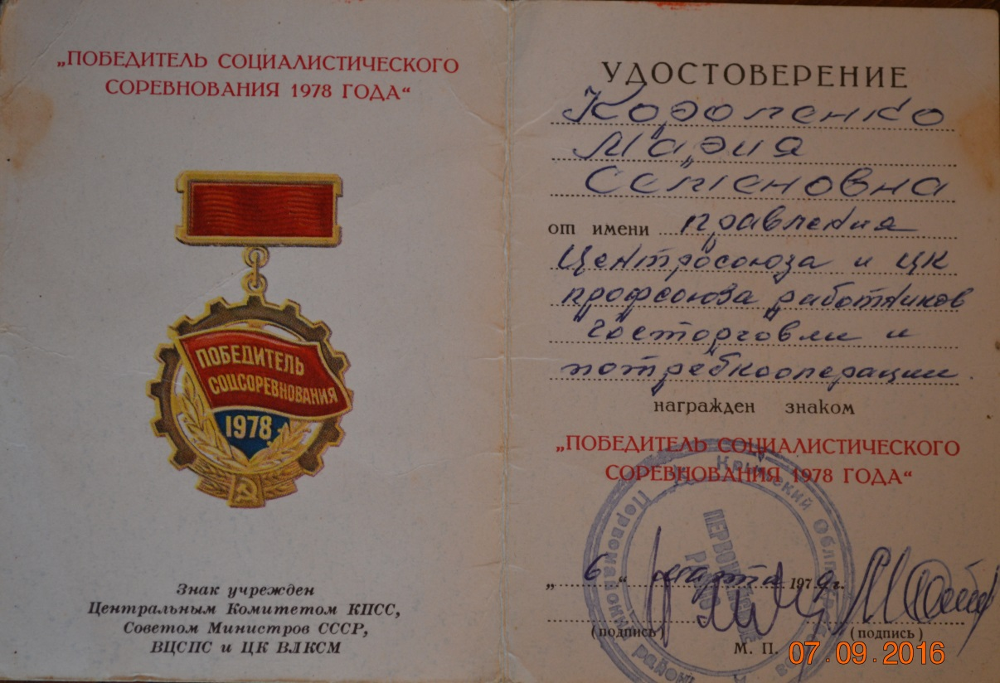 „ПОБЕДИТЕЛЬ СОЦИАЛИСТИЧЕСКОГО
СОРЕВНОВАНИЯ 1978 ГОДА“
ПОБЕДИТЕЛЬ
СОЦСОРЕВНОВАНИЯ
1978
Знак учрежден
Центральным Комитетом КПСС,
Советом Министров СССР,
ВЦСПС и ЦК ВЛКСМ
УДОСТОВЕРЕНИЕ
Короленко
Мария
Семеновна
от имени правления
Центросоюза и ЦК
профсоюза работников
госторговли и
потребкооперации
награжден знаком
„ПОБЕДИТЕЛЬ СОЦИАЛИСТИЧЕСКОГО
СОРЕВНОВАНИЯ 1978 ГОДА“
„6“ марта 1979 г.
(подпись) (подпись)
М. П.
07.09.2016